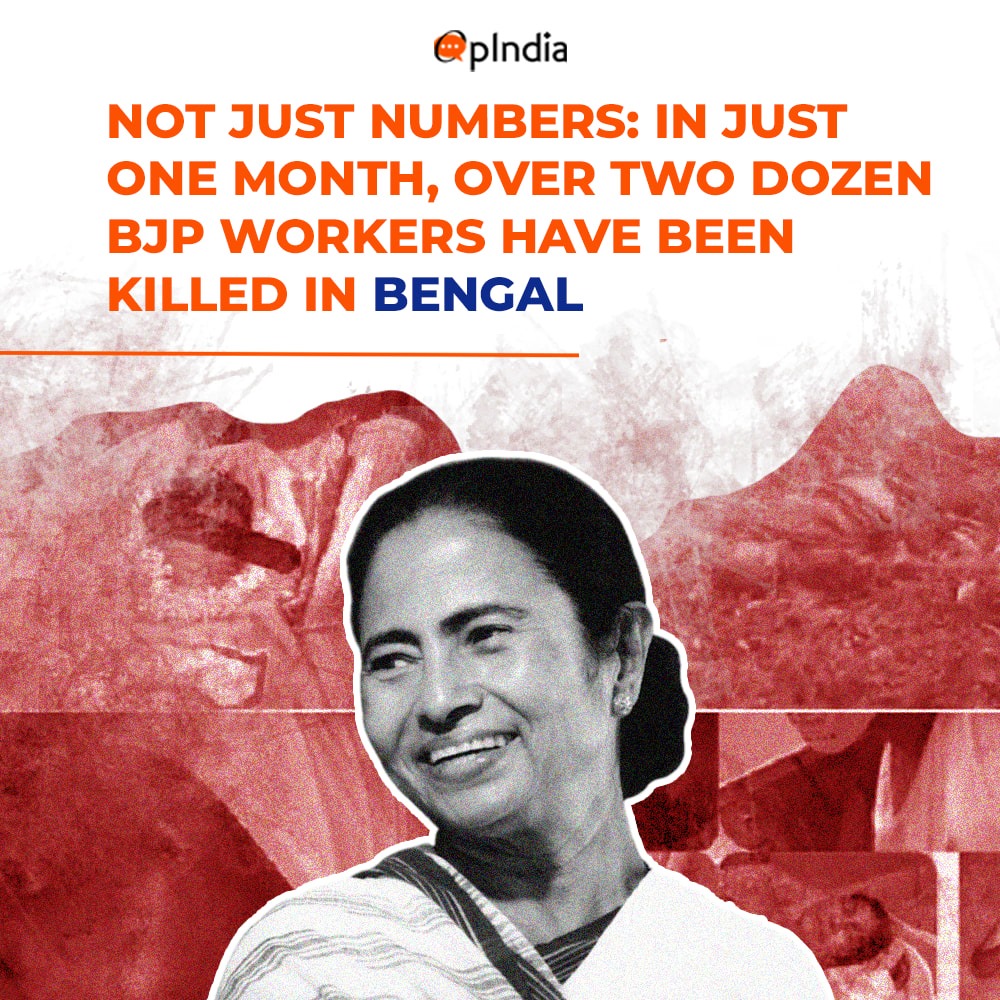 OpIndia
NOT JUST NUMBERS: IN JUST
ONE MONTH, OVER TWO DOZEN
BJP WORKERS HAVE BEEN
KILLED IN BENGAL